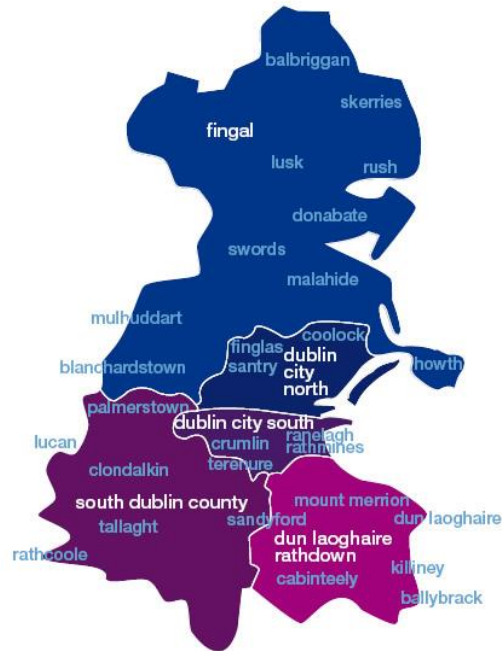 balbriggan
skerries
fingal
lusk
rush
donabate
swords
malahide
mulhuddart
coolock
finglas
dublin
city
north
santry
blanchardstown
howth
palmerstown
dublin city south
lucan
crumlin
ranelagh
rathmines
terenure
clondalkin
south dublin county
mount merrion
tallaght
sandyford
dun laoghaire
dun laoghaire
rathdown
rathcoole
cabinteely
killiney
ballybrack